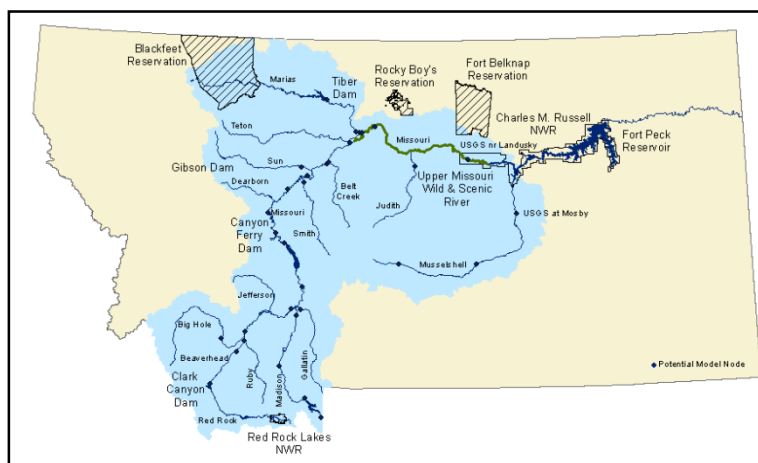 Blackfeet
Reservation
Marias
Tiber
Dam
Rocky Boy's
Reservation
Fort Belknap
Reservation
Charles M. Russell
NWR
Fort Peck
Reservoir
Teton
Missouri
USGS nr Landusky
Sun
Gibson Dam
Dearborn
Belt
Creek
Upper Missouri
Wild & Scenic
River
Judith
Missouri
Smith
USGS at Mosby
Canyon
Ferry
Dam
Musselshell
Jefferson
Big Hole
Beaverhead
Ruby
Madison
Gallatin
Clark
Canyon
Dam
Potential Model Node
Red Rock
Red Rock Lakes
NWR